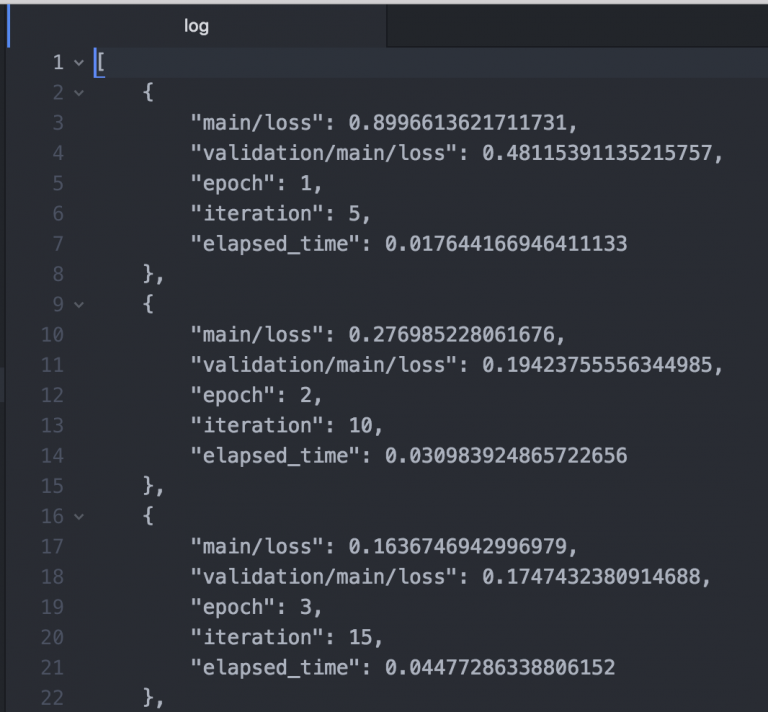 log
1 [
2 {
3 "main/loss": 0.8996613621711731,
4 "validation/main/loss": 0.48115391135215757,
5 "epoch": 1,
6 "iteration": 5,
7 "elapsed_time": 0.017644166946411133
8 },
9 {
10 "main/loss": 0.276985228061676,
11 "validation/main/loss": 0.19423755556344985,
12 "epoch": 2,
13 "iteration": 10,
14 "elapsed_time": 0.030983924865722656
15 },
16 {
17 "main/loss": 0.1636746942996979,
18 "validation/main/loss": 0.1747432380914688,
19 "epoch": 3,
20 "iteration": 15,
21 "elapsed_time": 0.04477286338806152
22 },